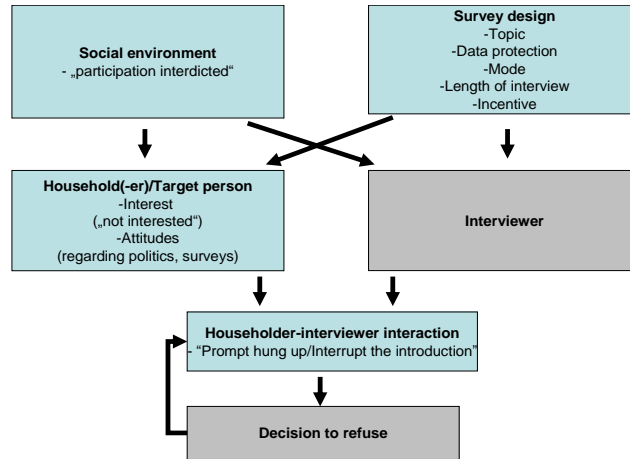 Social environment
- „participation interdicted“
Survey design
-Topic
-Data protection
-Mode
-Length of interview
-Incentive
Household(-er)/Target person
-Interest
(„not interested“)
-Attitudes
(regarding politics, surveys)
Interviewer
Householder-interviewer interaction
- “Prompt hung up/Interrupt the introduction”
Decision to refuse